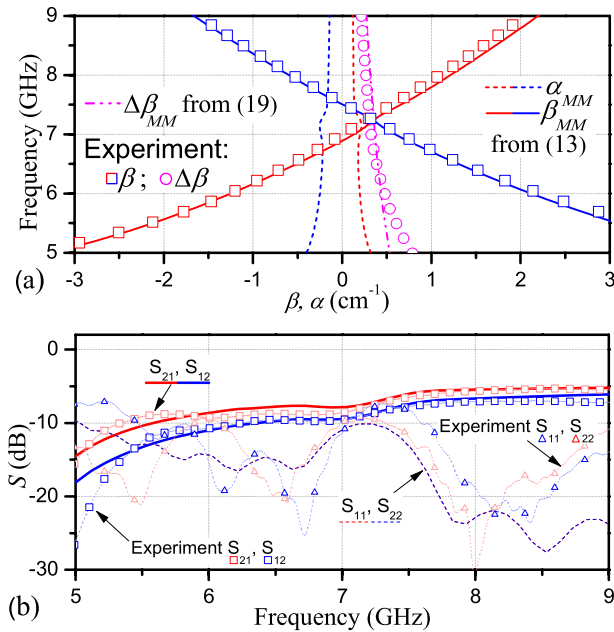 9
8
7
6
5
Frequency (GHz)
Δβ_MM from (19)
α_MM
β_MM
from (13)
Experiment:
β ; Δβ
-3 -2 -1 0 1 2 3
(a)
β, α (cm⁻¹)
0
-10
-20
-30
S (dB)
S₂₁, S₁₂
Experiment S₁₁, S₂₂
S₁₁, S₂₂
Experiment S₂₁, S₁₂
5 6 7 8 9
(b)
Frequency (GHz)